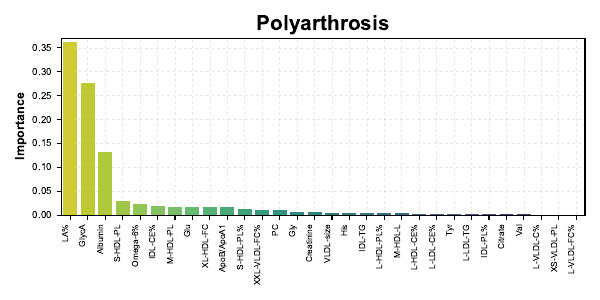 Polyarthrosis
Importance
0.35
0.30
0.25
0.20
0.15
0.10
0.05
0.00
LA%
GlycA
Albumin
S-HDL-PL
Omega-6%
IDL-CE%
M-HDL-PL
Glu
XL-HDL-FC
ApoB/ApoA1
S-HDL-PL%
XXL-VLDL-FC%
PC
Gly
Creatinine
VLDL-size
His
IDL-TG
L-HDL-PL%
M-HDL-L
L-HDL-CE%
L-LDL-CE%
Tyr
L-LDL-TG
IDL-PL%
Citrate
Val
L-VLDL-C%
XS-VLDL-PL
L-VLDL-FC%